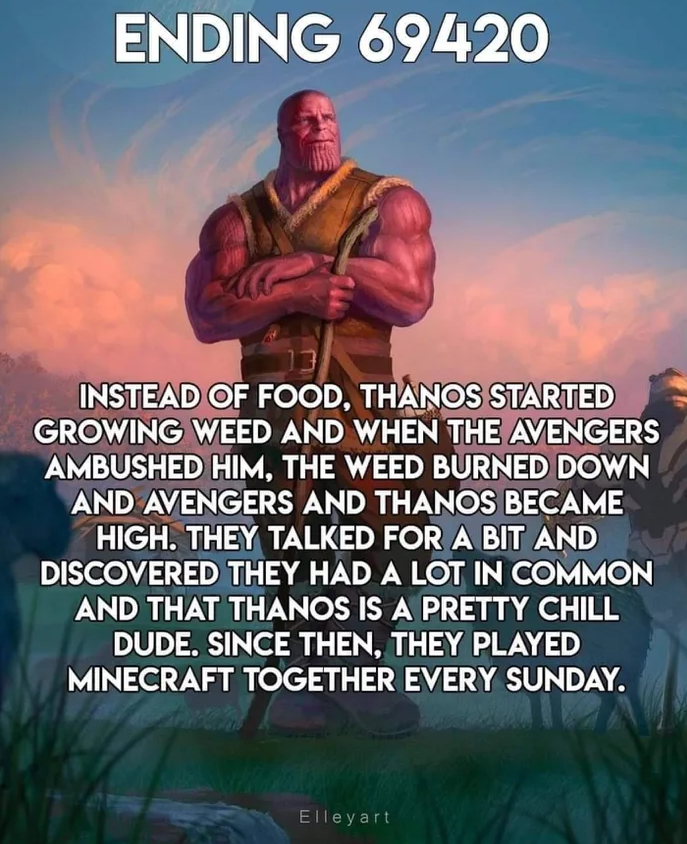 ENDING 69420
INSTEAD OF FOOD, THANOS STARTED
GROWING WEED AND WHEN THE AVENGERS
AMBUSHED HIM, THE WEED BURNED DOWN
AND AVENGERS AND THANOS BECAME
HIGH. THEY TALKED FOR A BIT AND
DISCOVERED THEY HAD A LOT IN COMMON
AND THAT THANOS IS A PRETTY CHILL
DUDE. SINCE THEN, THEY PLAYED
MINECRAFT TOGETHER EVERY SUNDAY.
Elleyart